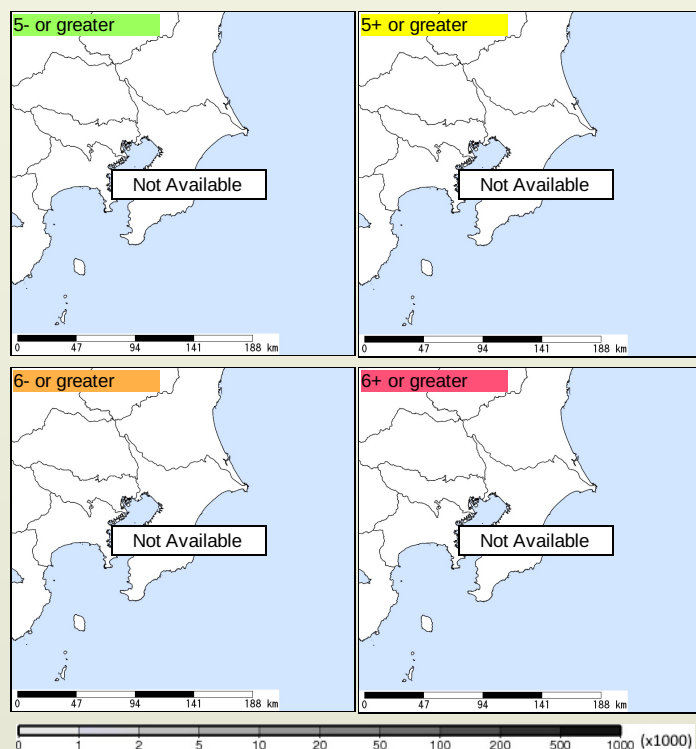 5- or greater
5+ or greater
Not Available
Not Available
0 47 94 141 188 km
0 47 94 141 188 km
6- or greater
6+ or greater
Not Available
Not Available
0 47 94 141 188 km
0 47 94 141 188 km
0 1 2 5 10 20 50 100 200 500 1000 (x1000)